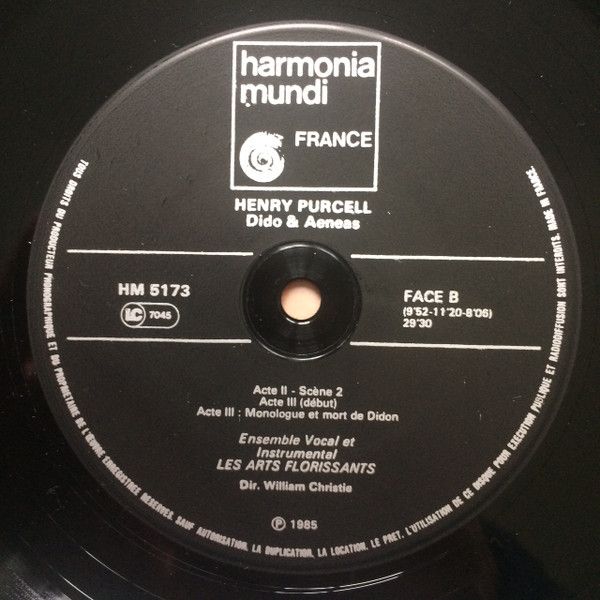 harmonia
mundi
FRANCE
HENRY PURCELL
Dido & Aeneas
HM 5173
LC 7045
FACE B
(9'52-11'20-8'06)
29'30
Acte II - Scène 2
Acte III (début)
Acte III : Monologue et mort de Didon
Ensemble Vocal et
Instrumental
LES ARTS FLORISSANTS
Dir. William Christie
℗ 1985
TOUS DROITS DU PRODUCTEUR PHONOGRAPHIQUE ET DU PROPRIETAIRE DE L'ŒUVRE ENREGISTREE RESERVES. SAUF AUTORISATION, LA DUPLICATION, LA LOCATION, LE PRET, L'UTILISATION DE CE DISQUE POUR EXECUTION PUBLIQUE ET RADIODIFFUSION SONT INTERDITS. MADE IN FRANCE.